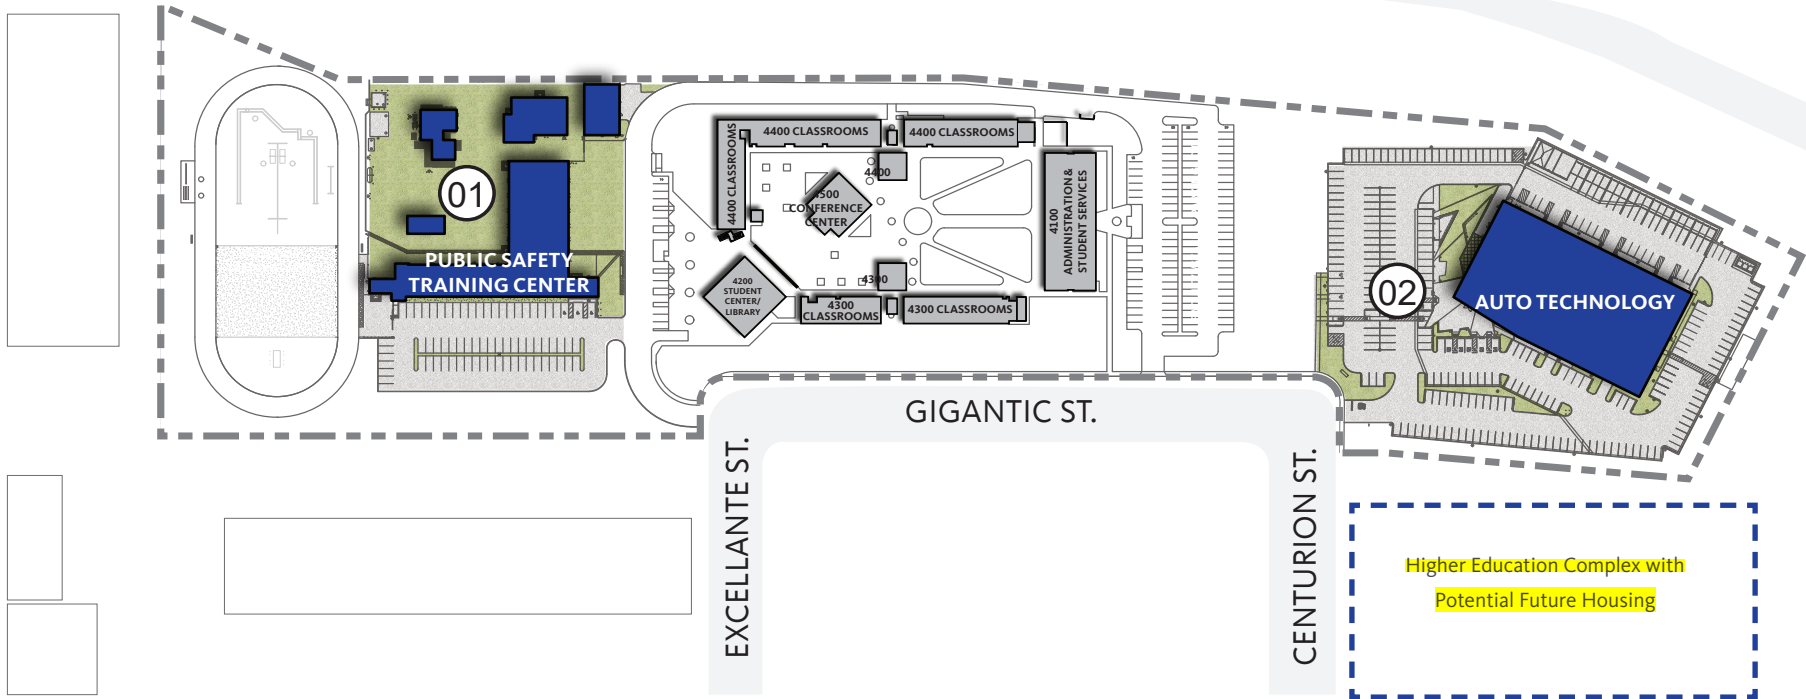 4400 CLASSROOMS
4400 CLASSROOMS
4400 CLASSROOMS
4400
4500
CONFERENCE
CENTER
4100
ADMINISTRATION &
STUDENT SERVICES
01
PUBLIC SAFETY
TRAINING CENTER
4200
STUDENT
CENTER/
LIBRARY
4300
4300
CLASSROOMS
4300 CLASSROOMS
02
AUTO TECHNOLOGY
GIGANTIC ST.
EXCELLANTE ST.
CENTURION ST.
Higher Education Complex with
Potential Future Housing